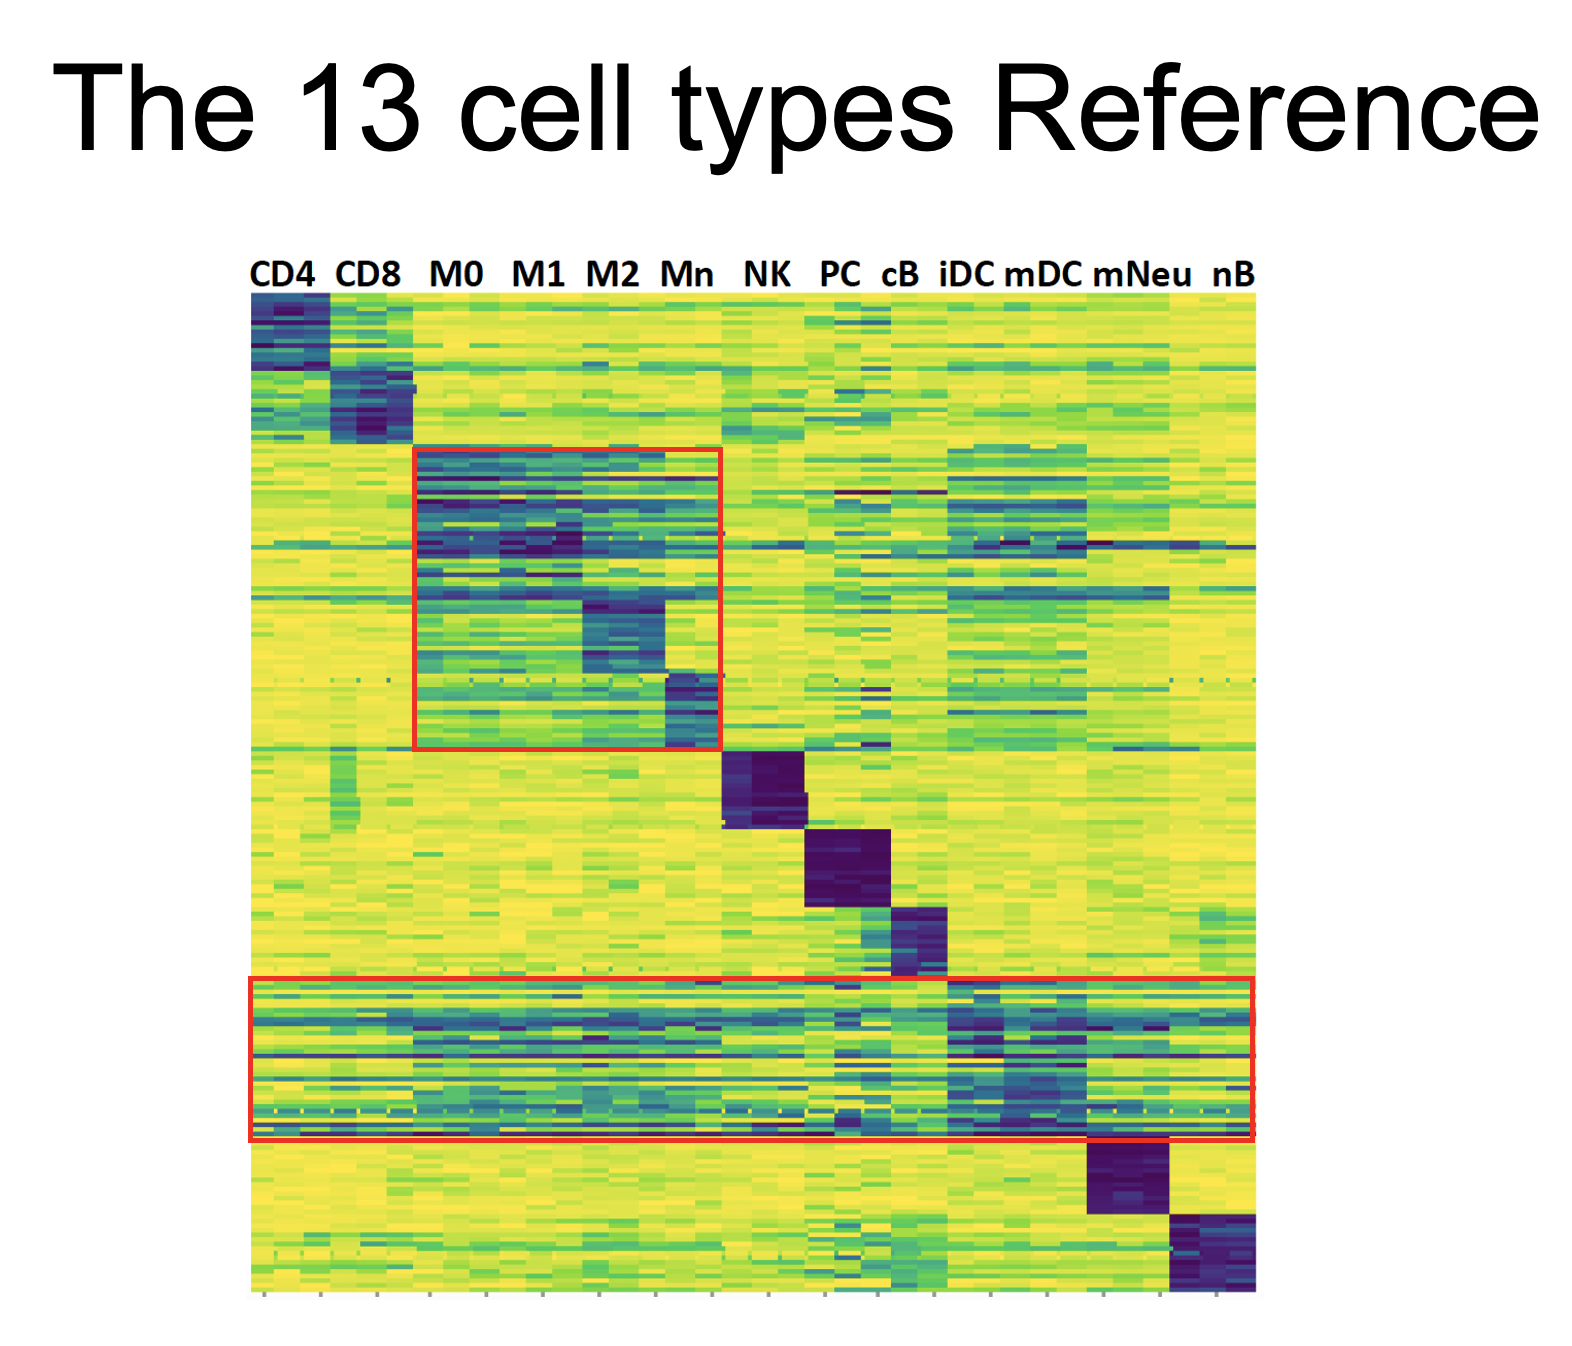 The 13 cell types Reference
CD4 CD8 M0 M1 M2 Mn NK PC cB iDC mDC mNeu nB